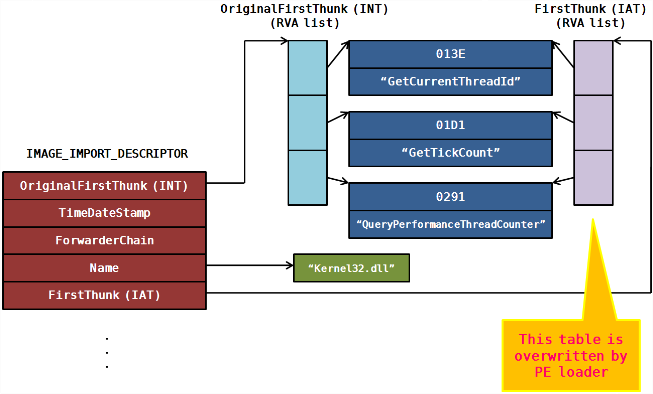 OriginalFirstThunk (INT)
(RVA list)
FirstThunk (IAT)
(RVA list)
013E
“GetCurrentThreadId”
01D1
“GetTickCount”
0291
“QueryPerformanceThreadCounter”
IMAGE_IMPORT_DESCRIPTOR
OriginalFirstThunk (INT)
TimeDateStamp
ForwarderChain
Name
FirstThunk (IAT)
“Kernel32.dll”
.
.
.
This table is
overwritten by
PE loader